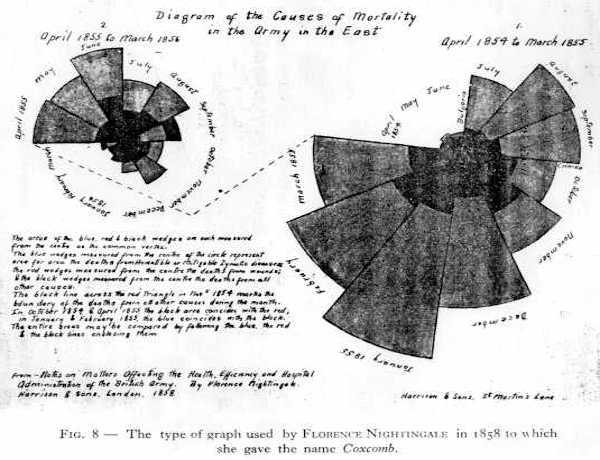 Diagram of the Causes of Mortality
in the Army in the East
2.
April 1855 to March 1856
1.
April 1854 to March 1855
June
July
August
September
October
November
December
January 1856
February
March
April 1855
May
April 1854
May
June
July
August
September
October
November
December
January 1855
February
March 1855
Bulgaria
Crimea
The areas of the blue, red & black wedges are each measured
from the centre as the common vertex.
The blue wedges measured from the centre of the circle represent
area for area the deaths from Preventible or Mitigable Zymotic diseases;
the red wedges measured from the centre the deaths from wounds;
& the black wedges measured from the centre the deaths from all
other causes.
The black line across the red triangle in Nov. 1854 marks the
boundary of the deaths from all other causes during the month.
In October 1854 & April 1855 the black area coincides with the red,
in January & February 1855, the blue coincides with the black.
The entire areas may be compared by following the blue, the red
& the black lines enclosing them
From — Notes on Matters Affecting the Health, Efficiency and Hospital
Administration of the British Army. By Florence Nightingale.
Harrison & Sons, London, 1858
Harrison & Sons, St Martin's Lane
FIG. 8 — The type of graph used by FLORENCE NIGHTINGALE in 1858 to which
she gave the name Coxcomb.